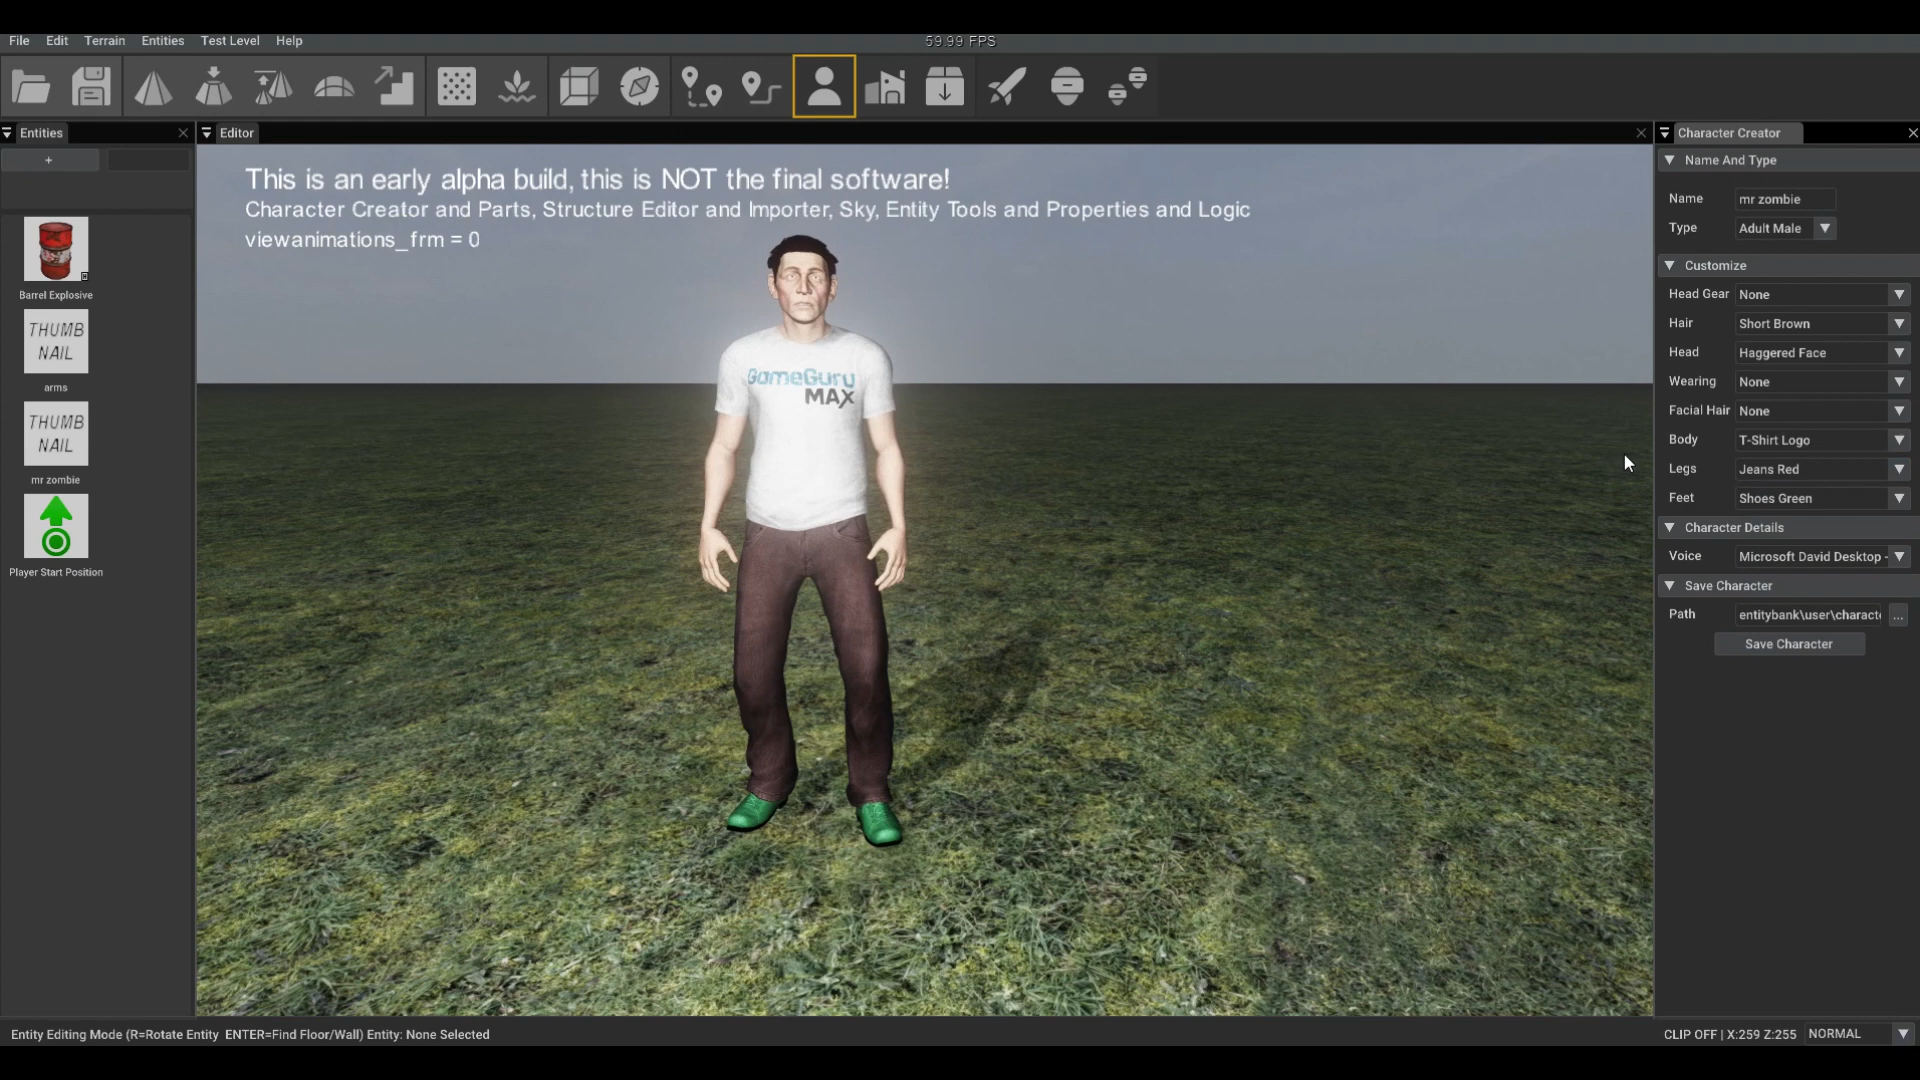 File Edit Terrain Entities Test Level Help
59.99 FPS
Entities
Editor
Character Creator
+
This is an early alpha build, this is NOT the final software!
Character Creator and Parts, Structure Editor and Importer, Sky, Entity Tools and Properties and Logic
viewanimations_frm = 0
Barrel Explosive
THUMB
NAIL
arms
THUMB
NAIL
mr zombie
Player Start Position
GameGuru
MAX
Name And Type
Name mr zombie
Type Adult Male
Customize
Head Gear None
Hair Short Brown
Head Haggered Face
Wearing None
Facial Hair None
Body T-Shirt Logo
Legs Jeans Red
Feet Shoes Green
Character Details
Voice Microsoft David Desktop -
Save Character
Path entitybank\user\characte ...
Save Character
Entity Editing Mode (R=Rotate Entity ENTER=Find Floor/Wall) Entity: None Selected
CLIP OFF | X:259 Z:255 NORMAL